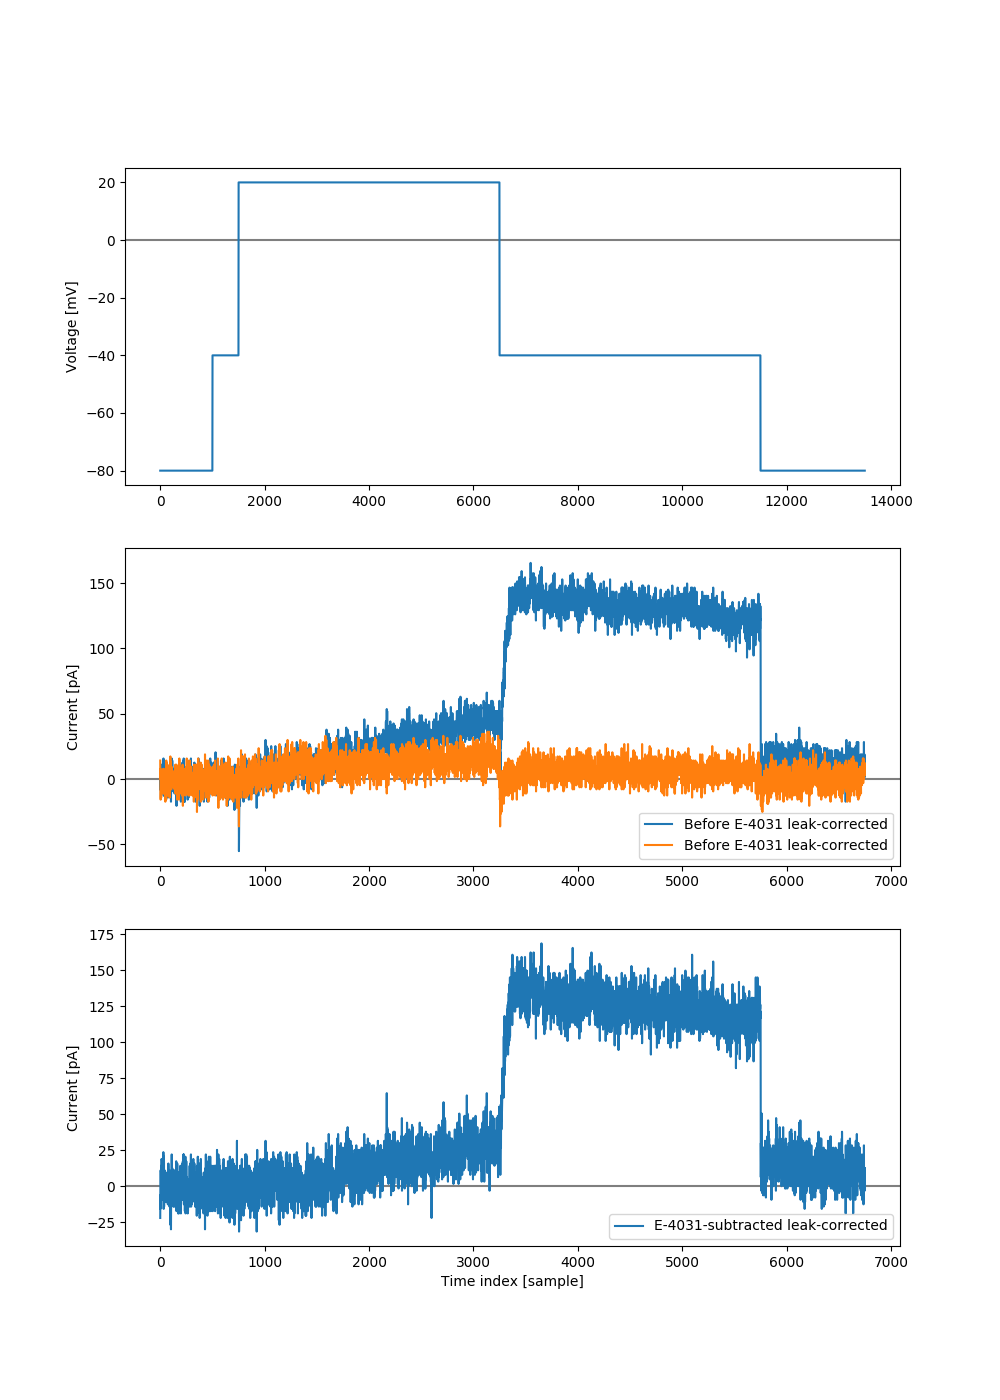 20
0
−20
−40
−60
−80
Voltage [mV]
0 2000 4000 6000 8000 10000 12000 14000
150
100
50
0
−50
Current [pA]
Before E-4031 leak-corrected
Before E-4031 leak-corrected
0 1000 2000 3000 4000 5000 6000 7000
175
150
125
100
75
50
25
0
−25
Current [pA]
E-4031-subtracted leak-corrected
0 1000 2000 3000 4000 5000 6000 7000
Time index [sample]